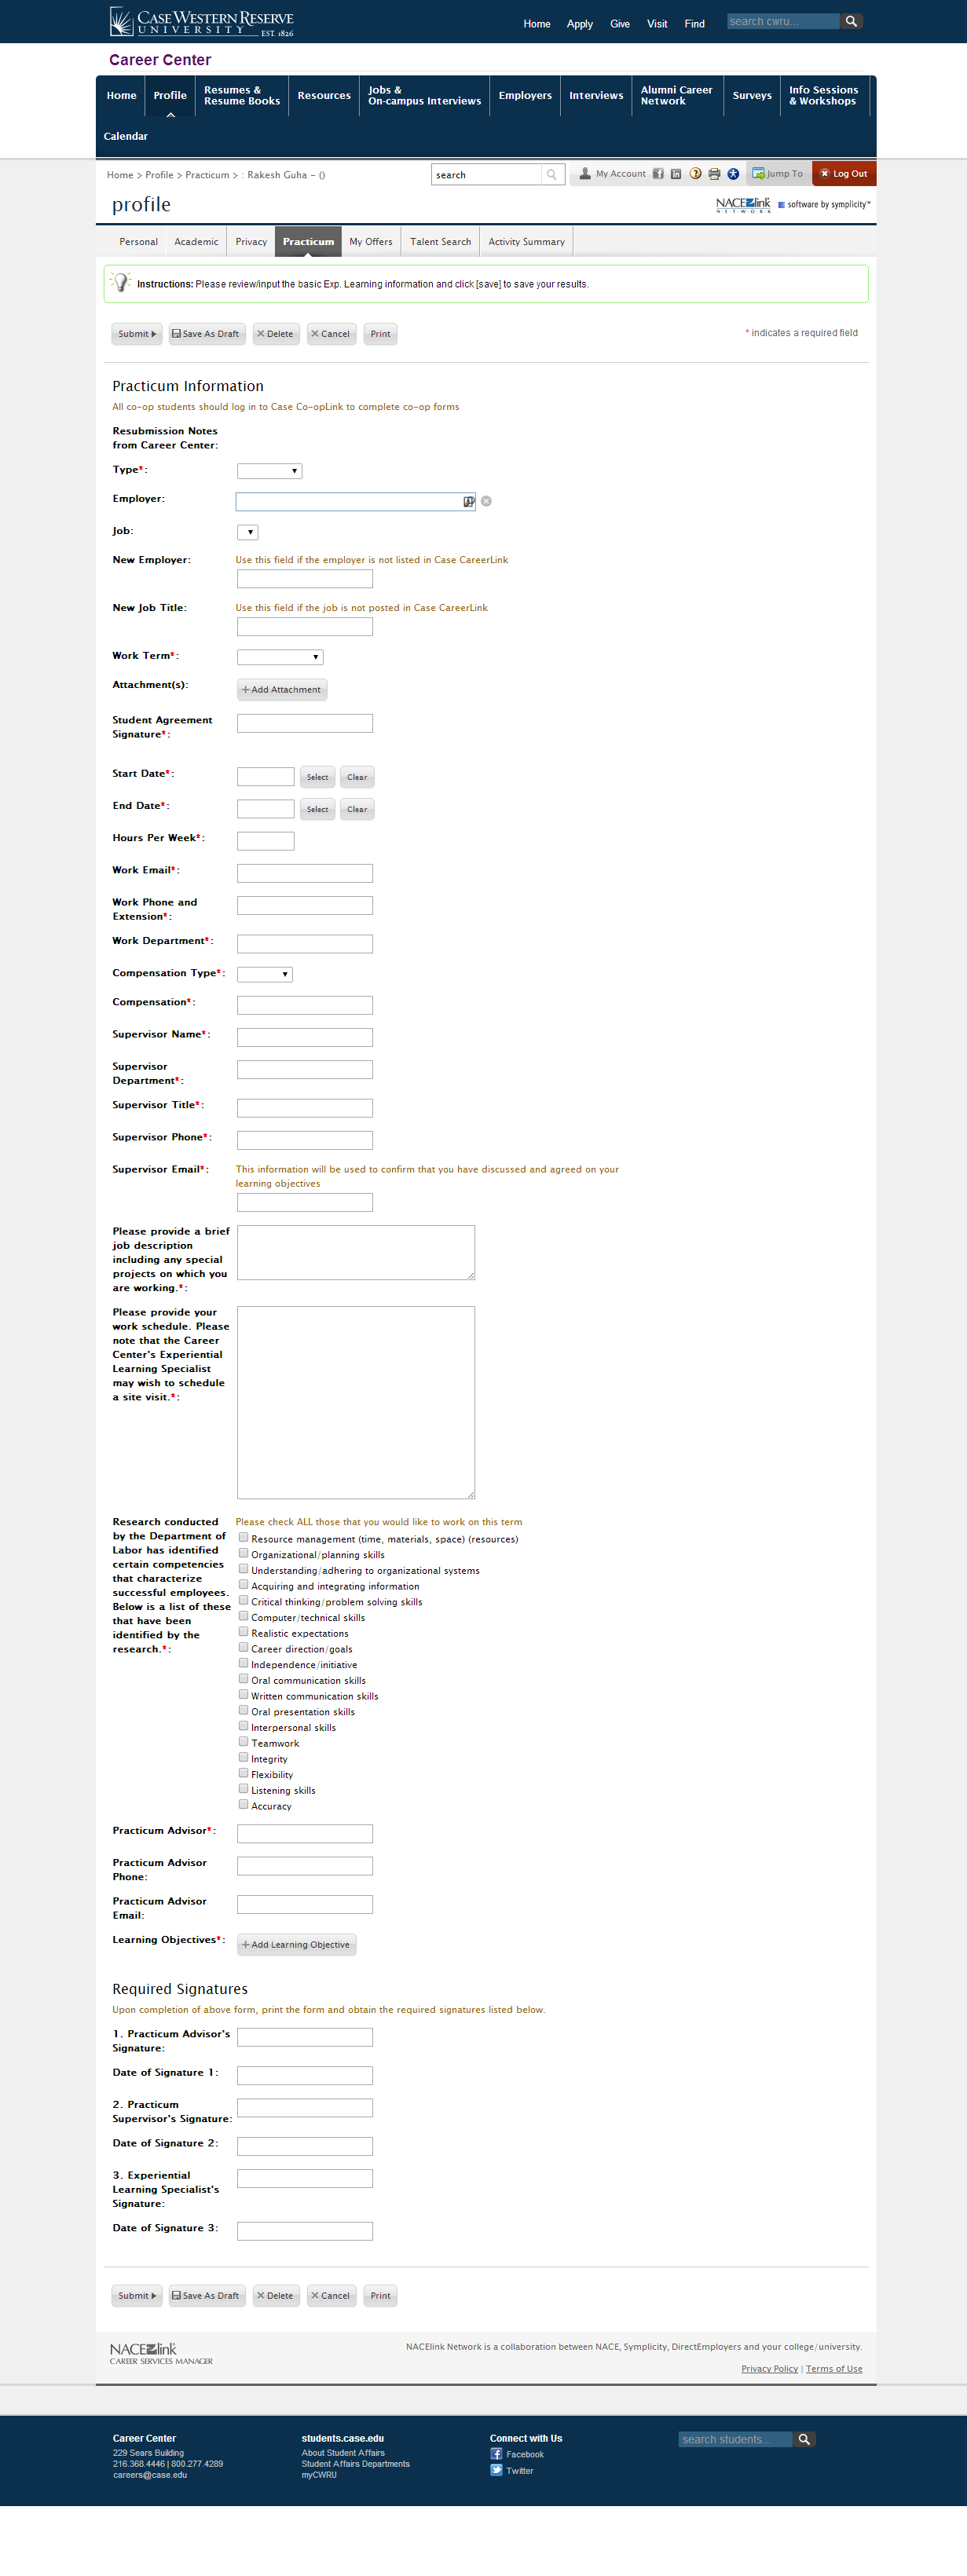 CASE WESTERN RESERVE
UNIVERSITY EST. 1826
Home Apply Give Visit Find search cwru...
Career Center
Home Profile Resumes & Resume Books Resources Jobs & On-campus Interviews Employers Interviews Alumni Career Network Surveys Info Sessions & Workshops
Calendar
Home > Profile > Practicum > : Rakesh Guha - () search My Account Jump To Log Out
profile NACElink NETWORK software by symplicity™
Personal Academic Privacy Practicum My Offers Talent Search Activity Summary
Instructions: Please review/input the basic Exp. Learning information and click [save] to save your results.
Submit Save As Draft Delete Cancel Print * indicates a required field
Practicum Information
All co-op students should log in to Case Co-opLink to complete co-op forms
Resubmission Notes
from Career Center:
Type*:
Employer:
Job:
New Employer: Use this field if the employer is not listed in Case CareerLink
New Job Title: Use this field if the job is not posted in Case CareerLink
Work Term*:
Attachment(s): Add Attachment
Student Agreement
Signature*:
Start Date*: Select Clear
End Date*: Select Clear
Hours Per Week*:
Work Email*:
Work Phone and
Extension*:
Work Department*:
Compensation Type*:
Compensation*:
Supervisor Name*:
Supervisor
Department*:
Supervisor Title*:
Supervisor Phone*:
Supervisor Email*: This information will be used to confirm that you have discussed and agreed on your
learning objectives
Please provide a brief
job description
including any special
projects on which you
are working.*:
Please provide your
work schedule. Please
note that the Career
Center's Experiential
Learning Specialist
may wish to schedule
a site visit.*:
Research conducted
by the Department of
Labor has identified
certain competencies
that characterize
successful employees.
Below is a list of these
that have been
identified by the
research.*:
Please check ALL those that you would like to work on this term
Resource management (time, materials, space) (resources)
Organizational/planning skills
Understanding/adhering to organizational systems
Acquiring and integrating information
Critical thinking/problem solving skills
Computer/technical skills
Realistic expectations
Career direction/goals
Independence/initiative
Oral communication skills
Written communication skills
Oral presentation skills
Interpersonal skills
Teamwork
Integrity
Flexibility
Listening skills
Accuracy
Practicum Advisor*:
Practicum Advisor
Phone:
Practicum Advisor
Email:
Learning Objectives*: Add Learning Objective
Required Signatures
Upon completion of above form, print the form and obtain the required signatures listed below.
1. Practicum Advisor's
Signature:
Date of Signature 1:
2. Practicum
Supervisor's Signature:
Date of Signature 2:
3. Experiential
Learning Specialist's
Signature:
Date of Signature 3:
Submit Save As Draft Delete Cancel Print
NACElink
CAREER SERVICES MANAGER
NACElink Network is a collaboration between NACE, Symplicity, DirectEmployers and your college/university.
Privacy Policy | Terms of Use
Career Center
229 Sears Building
216.368.4446 | 800.277.4289
careers@case.edu
students.case.edu
About Student Affairs
Student Affairs Departments
myCWRU
Connect with Us
Facebook
Twitter
search students...